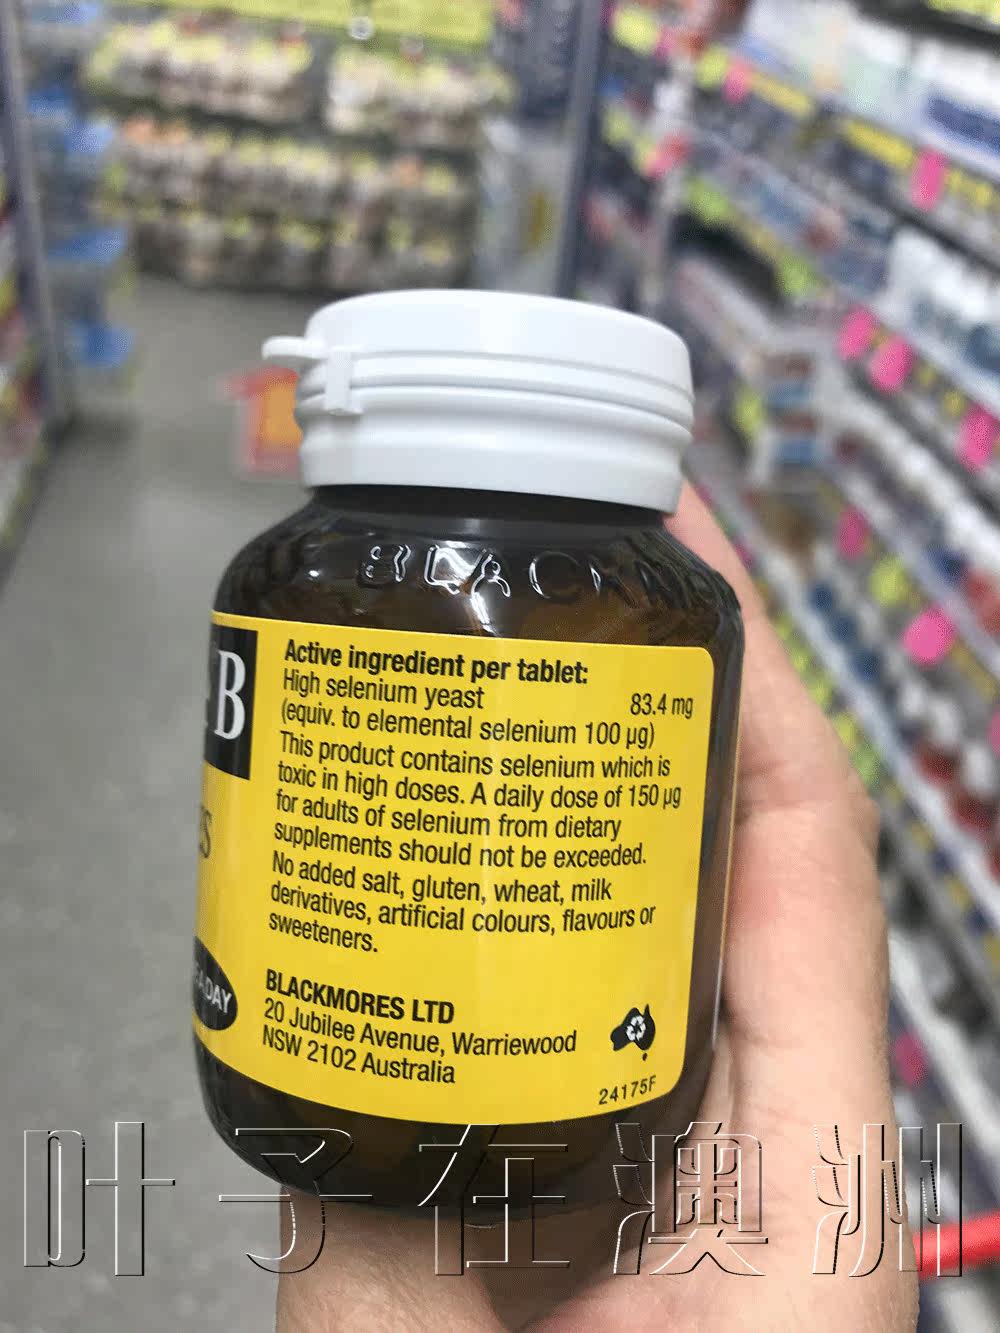 BLACKM
B
Active ingredient per tablet:
High selenium yeast 83.4 mg
(equiv. to elemental selenium 100 µg)
This product contains selenium which is
toxic in high doses. A daily dose of 150 µg
for adults of selenium from dietary
supplements should not be exceeded.
No added salt, gluten, wheat, milk
derivatives, artificial colours, flavours or
sweeteners.
BLACKMORES LTD
20 Jubilee Avenue, Warriewood
NSW 2102 Australia
24175F
DAY
叶子在澳洲